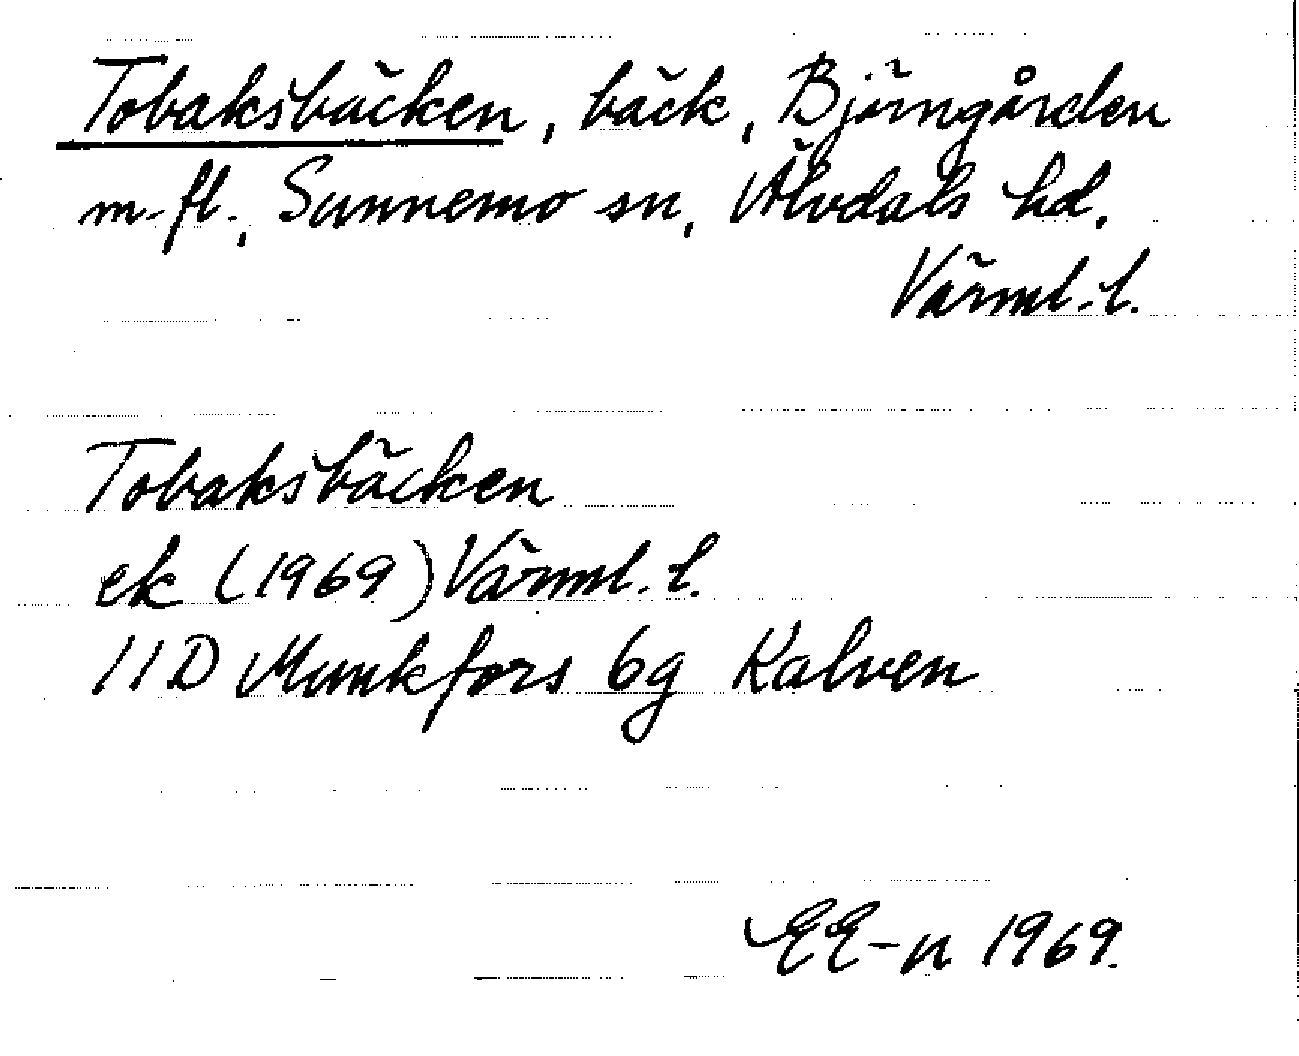 Tobaksbäcken, bäck, Björngården
m. fl., Sunnemo sn, Älvdals hd,
Värml. l.
Tobaksbäcken
ek (1969) Värml. l.
11D Munkfors 6g Kalven
EE-n 1969.